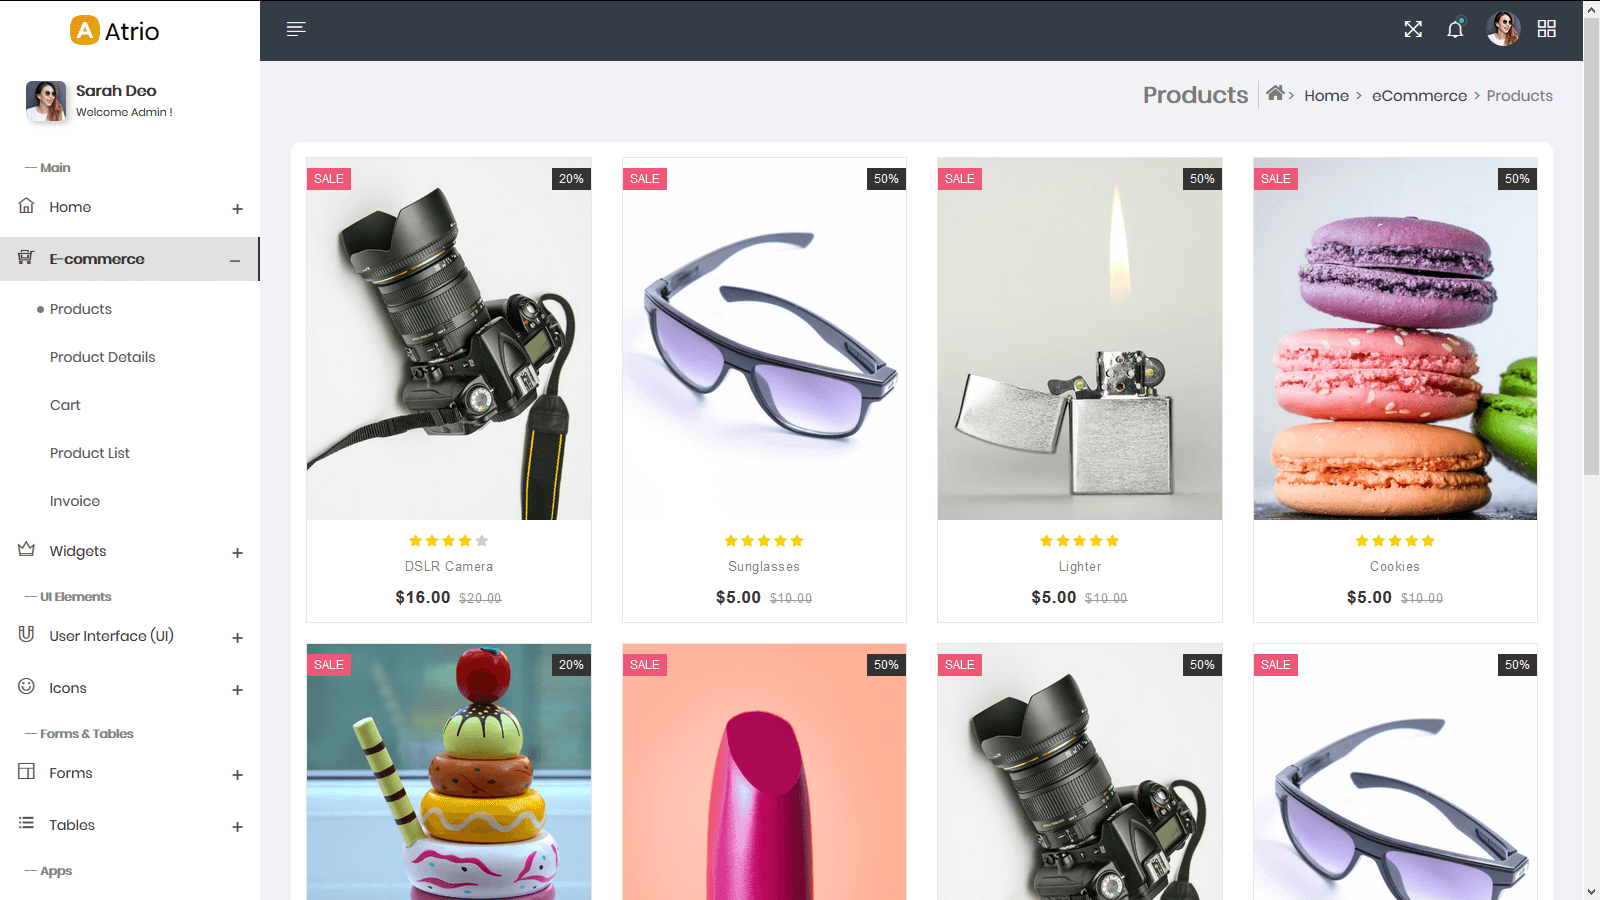 A Atrio
Sarah Deo
Welcome Admin !
— Main
Home +
E-commerce –
Products
Product Details
Cart
Product List
Invoice
Widgets +
— UI Elements
User Interface (UI) +
Icons +
— Forms & Tables
Forms +
Tables +
— Apps
Products > Home > eCommerce > Products
SALE 20%
DSLR Camera
$16.00 $20.00
SALE 50%
Sunglasses
$5.00 $10.00
SALE 50%
Lighter
$5.00 $10.00
SALE 50%
Cookies
$5.00 $10.00
SALE 20%
SALE 50%
SALE 50%
SALE 50%